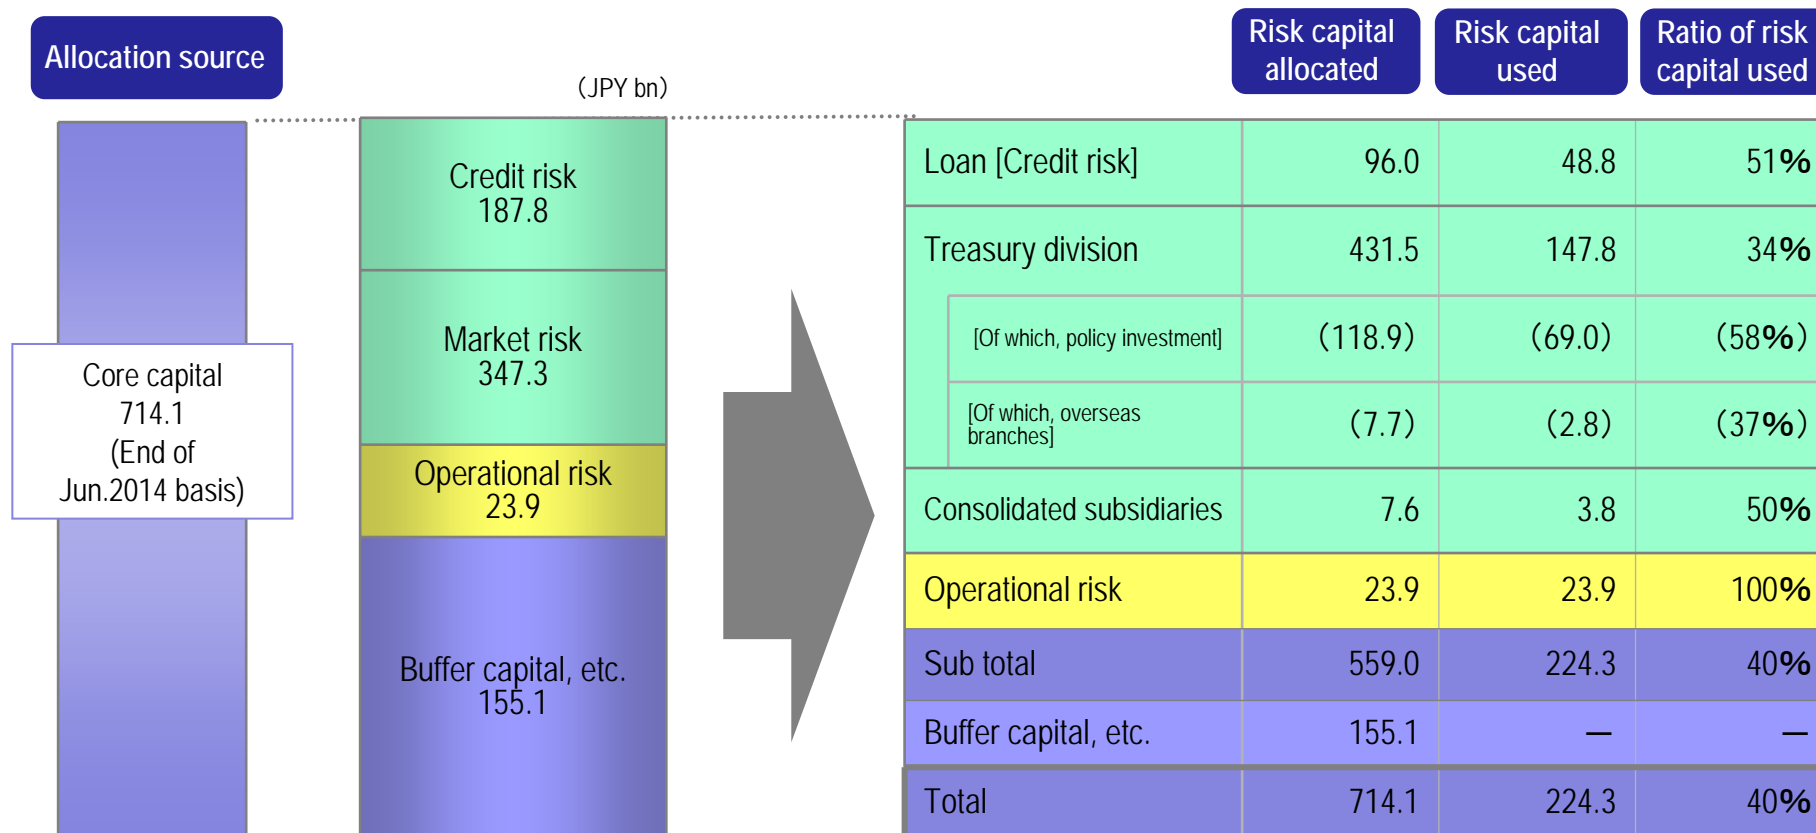 Allocation source
(JPY bn)
Risk capital
allocated
Risk capital
used
Ratio of risk
capital used
Core capital
714.1
(End of
Jun.2014 basis)
Credit risk
187.8
Market risk
347.3
Operational risk
23.9
Buffer capital, etc.
155.1
Loan [Credit risk] 96.0 48.8 51%
Treasury division 431.5 147.8 34%
[Of which, policy investment] (118.9) (69.0) (58%)
[Of which, overseas
branches] (7.7) (2.8) (37%)
Consolidated subsidiaries 7.6 3.8 50%
Operational risk 23.9 23.9 100%
Sub total 559.0 224.3 40%
Buffer capital, etc. 155.1 — —
Total 714.1 224.3 40%